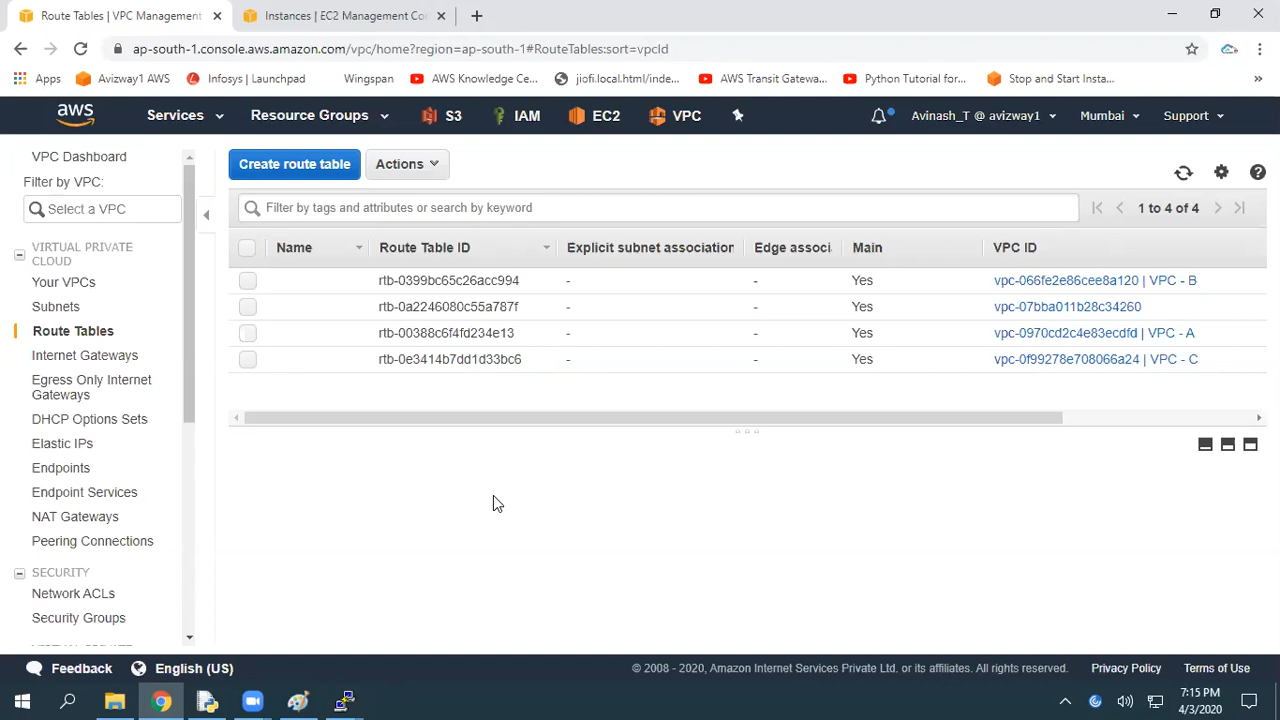 Route Tables | VPC Management
Instances | EC2 Management Co
ap-south-1.console.aws.amazon.com/vpc/home?region=ap-south-1#RouteTables:sort=vpcId
Apps
Avizway1 AWS
Infosys | Launchpad
Wingspan
AWS Knowledge Ce...
jiofi.local.html/inde...
AWS Transit Gatewa...
Python Tutorial for...
Stop and Start Insta...
»
aws
Services
Resource Groups
S3
IAM
EC2
VPC
Avinash_T @ avizway1
Mumbai
Support
VPC Dashboard
Filter by VPC:
Select a VPC
VIRTUAL PRIVATE
CLOUD
Your VPCs
Subnets
Route Tables
Internet Gateways
Egress Only Internet
Gateways
DHCP Options Sets
Elastic IPs
Endpoints
Endpoint Services
NAT Gateways
Peering Connections
SECURITY
Network ACLs
Security Groups
Create route table
Actions
Filter by tags and attributes or search by keyword
1 to 4 of 4
Name Route Table ID Explicit subnet association Edge associ Main VPC ID
rtb-0399bc65c26acc994 - - Yes vpc-066fe2e86cee8a120 | VPC - B
rtb-0a2246080c55a787f - - Yes vpc-07bba011b28c34260
rtb-00388c6f4fd234e13 - - Yes vpc-0970cd2c4e83ecdfd | VPC - A
rtb-0e3414b7dd1d33bc6 - - Yes vpc-0f99278e708066a24 | VPC - C
Feedback
English (US)
© 2008 - 2020, Amazon Internet Services Private Ltd. or its affiliates. All rights reserved.
Privacy Policy
Terms of Use
7:15 PM
4/3/2020